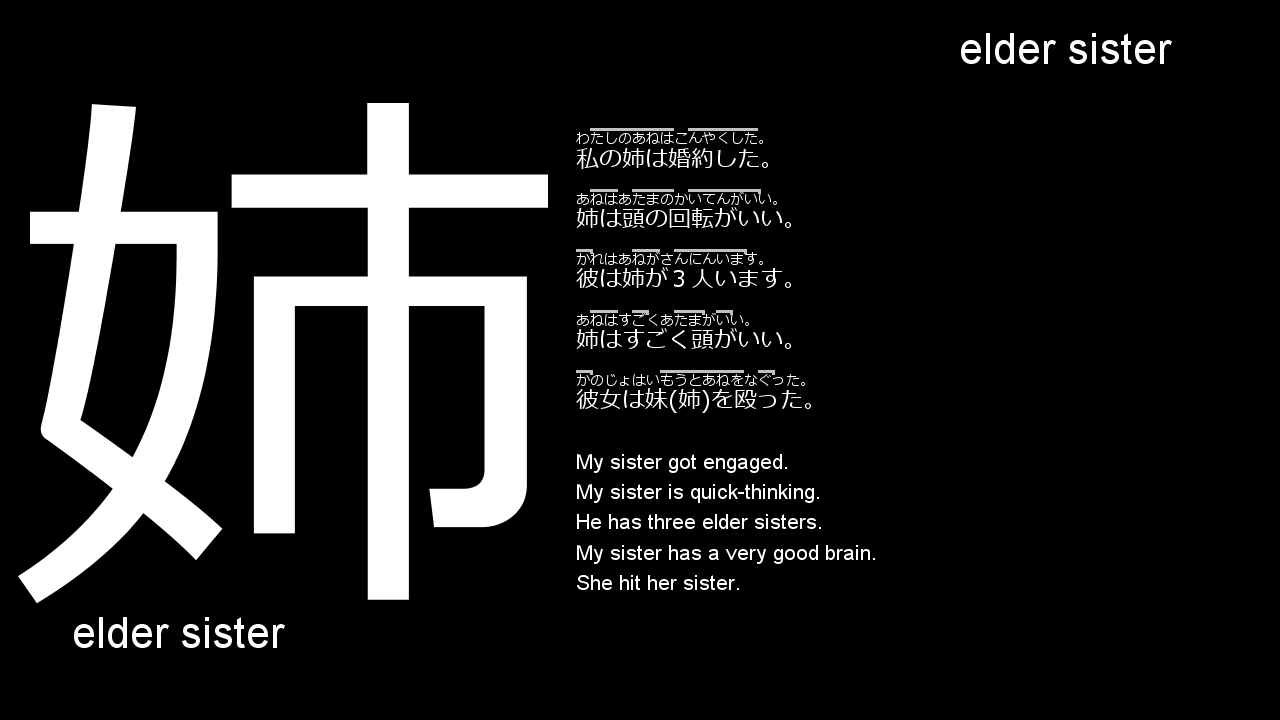 elder sister
姉
わたしのあねはこんやくした。
私の姉は婚約した。
あねはあたまのかいてんがいい。
姉は頭の回転がいい。
かれはあねがさんにんいます。
彼は姉が３人います。
あねはすごくあたまがいい。
姉はすごく頭がいい。
かのじょはいもうとあねをなぐった。
彼女は妹(姉)を殴った。
My sister got engaged.
My sister is quick-thinking.
He has three elder sisters.
My sister has a very good brain.
She hit her sister.
elder sister